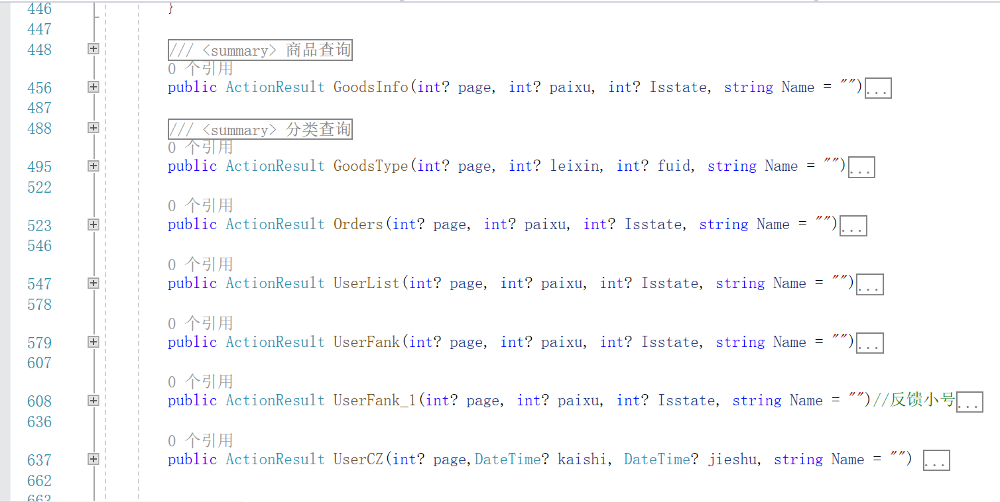 446 }
447
448 /// <summary> 商品查询
0 个引用
456 public ActionResult GoodsInfo(int? page, int? paixu, int? Isstate, string Name = "")...
487
488 /// <summary> 分类查询
0 个引用
495 public ActionResult GoodsType(int? page, int? leixin, int? fuid, string Name = "")...
522
0 个引用
523 public ActionResult Orders(int? page, int? paixu, int? Isstate, string Name = "")...
546
0 个引用
547 public ActionResult UserList(int? page, int? paixu, int? Isstate, string Name = "")...
578
0 个引用
579 public ActionResult UserFank(int? page, int? paixu, int? Isstate, string Name = "")...
607
0 个引用
608 public ActionResult UserFank_1(int? page, int? paixu, int? Isstate, string Name = "")//反馈小号...
636
0 个引用
637 public ActionResult UserCZ(int? page,DateTime? kaishi, DateTime? jieshu, string Name = "") ...
662
663